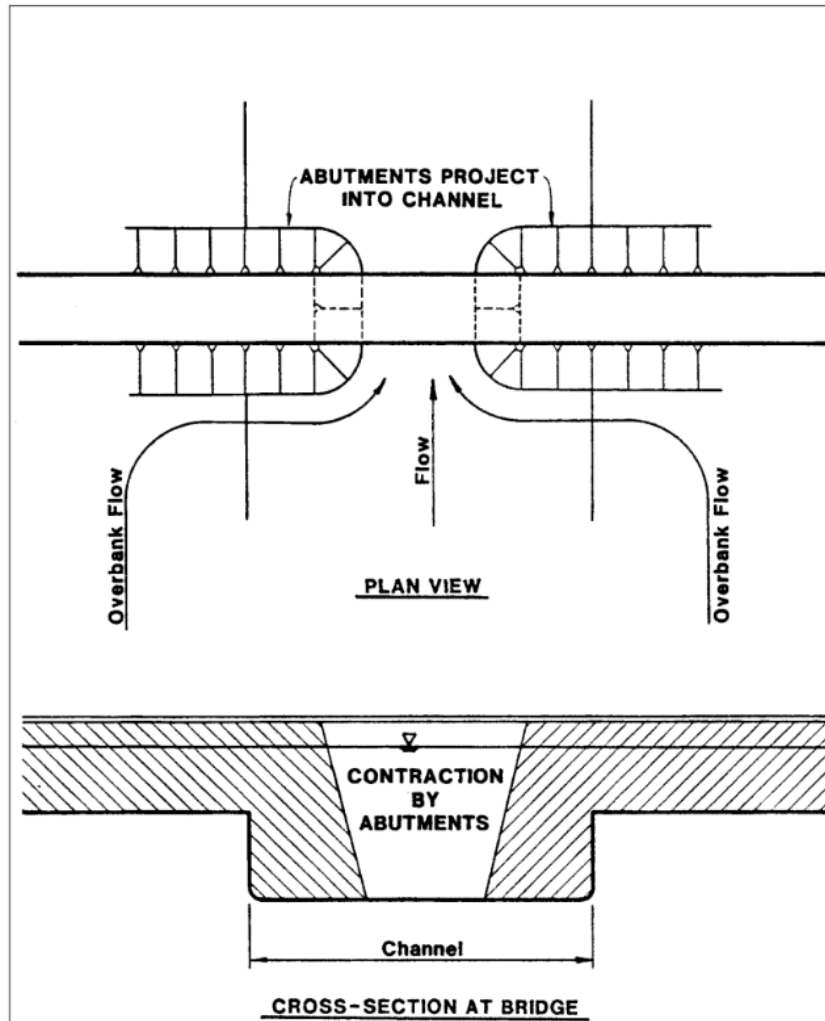 ABUTMENTS PROJECT
INTO CHANNEL
Overbank Flow
Flow
Overbank Flow
PLAN VIEW
CONTRACTION
BY
ABUTMENTS
Channel
CROSS-SECTION AT BRIDGE